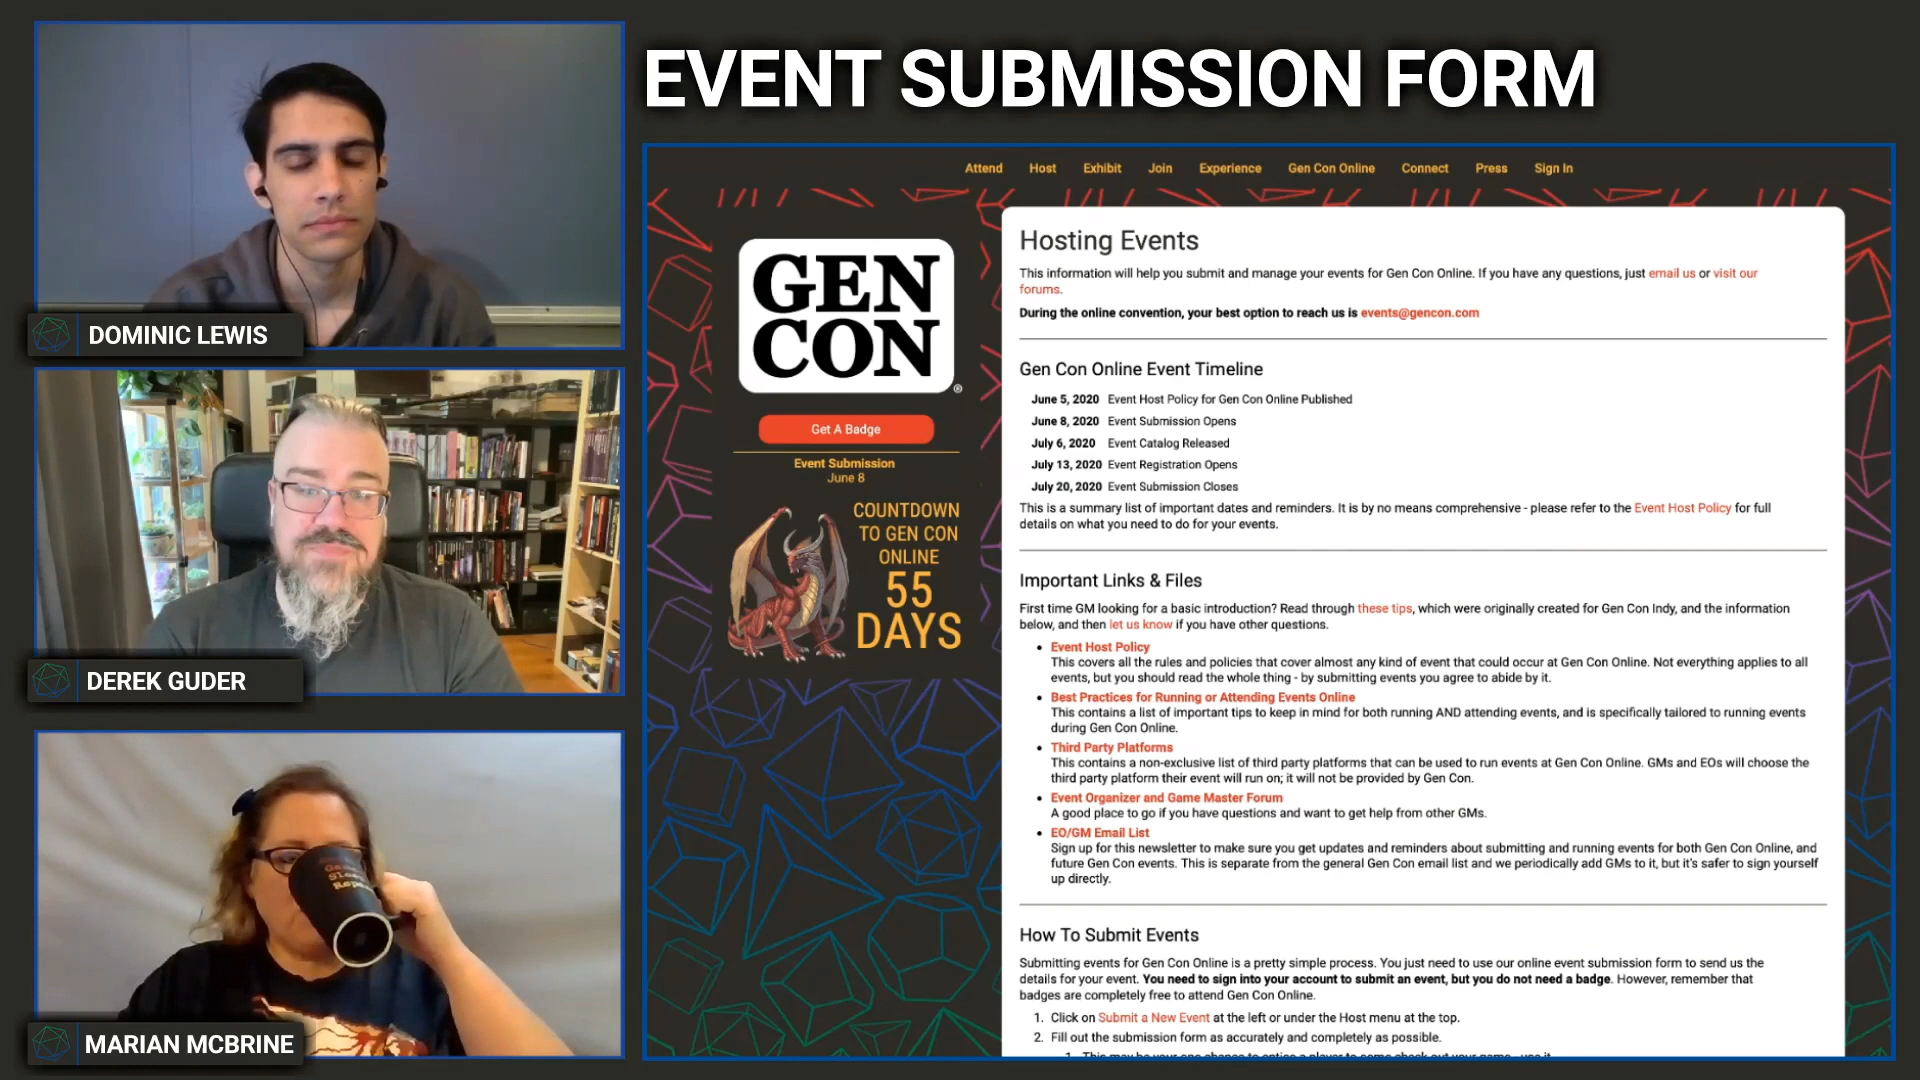 EVENT SUBMISSION FORM
DOMINIC LEWIS
DEREK GUDER
MARIAN MCBRINE
Attend Host Exhibit Join Experience Gen Con Online Connect Press Sign In
GEN
CON
®
Get A Badge
Event Submission
June 8
COUNTDOWN
TO GEN CON
ONLINE
55
DAYS
Hosting Events
This information will help you submit and manage your events for Gen Con Online. If you have any questions, just email us or visit our
forums.
During the online convention, your best option to reach us is events@gencon.com
Gen Con Online Event Timeline
June 5, 2020 Event Host Policy for Gen Con Online Published
June 8, 2020 Event Submission Opens
July 6, 2020 Event Catalog Released
July 13, 2020 Event Registration Opens
July 20, 2020 Event Submission Closes
This is a summary list of important dates and reminders. It is by no means comprehensive - please refer to the Event Host Policy for full
details on what you need to do for your events.
Important Links & Files
First time GM looking for a basic introduction? Read through these tips, which were originally created for Gen Con Indy, and the information
below, and then let us know if you have other questions.
• Event Host Policy
This covers all the rules and policies that cover almost any kind of event that could occur at Gen Con Online. Not everything applies to all
events, but you should read the whole thing - by submitting events you agree to abide by it.
• Best Practices for Running or Attending Events Online
This contains a list of important tips to keep in mind for both running AND attending events, and is specifically tailored to running events
during Gen Con Online.
• Third Party Platforms
This contains a non-exclusive list of third party platforms that can be used to run events at Gen Con Online. GMs and EOs will choose the
third party platform their event will run on; it will not be provided by Gen Con.
• Event Organizer and Game Master Forum
A good place to go if you have questions and want to get help from other GMs.
• EO/GM Email List
Sign up for this newsletter to make sure you get updates and reminders about submitting and running events for both Gen Con Online, and
future Gen Con events. This is separate from the general Gen Con email list and we periodically add GMs to it, but it's safer to sign yourself
up directly.
How To Submit Events
Submitting events for Gen Con Online is a pretty simple process. You just need to use our online event submission form to send us the
details for your event. You need to sign into your account to submit an event, but you do not need a badge. However, remember that
badges are completely free to attend Gen Con Online.
1. Click on Submit a New Event at the left or under the Host menu at the top.
2. Fill out the submission form as accurately and completely as possible.